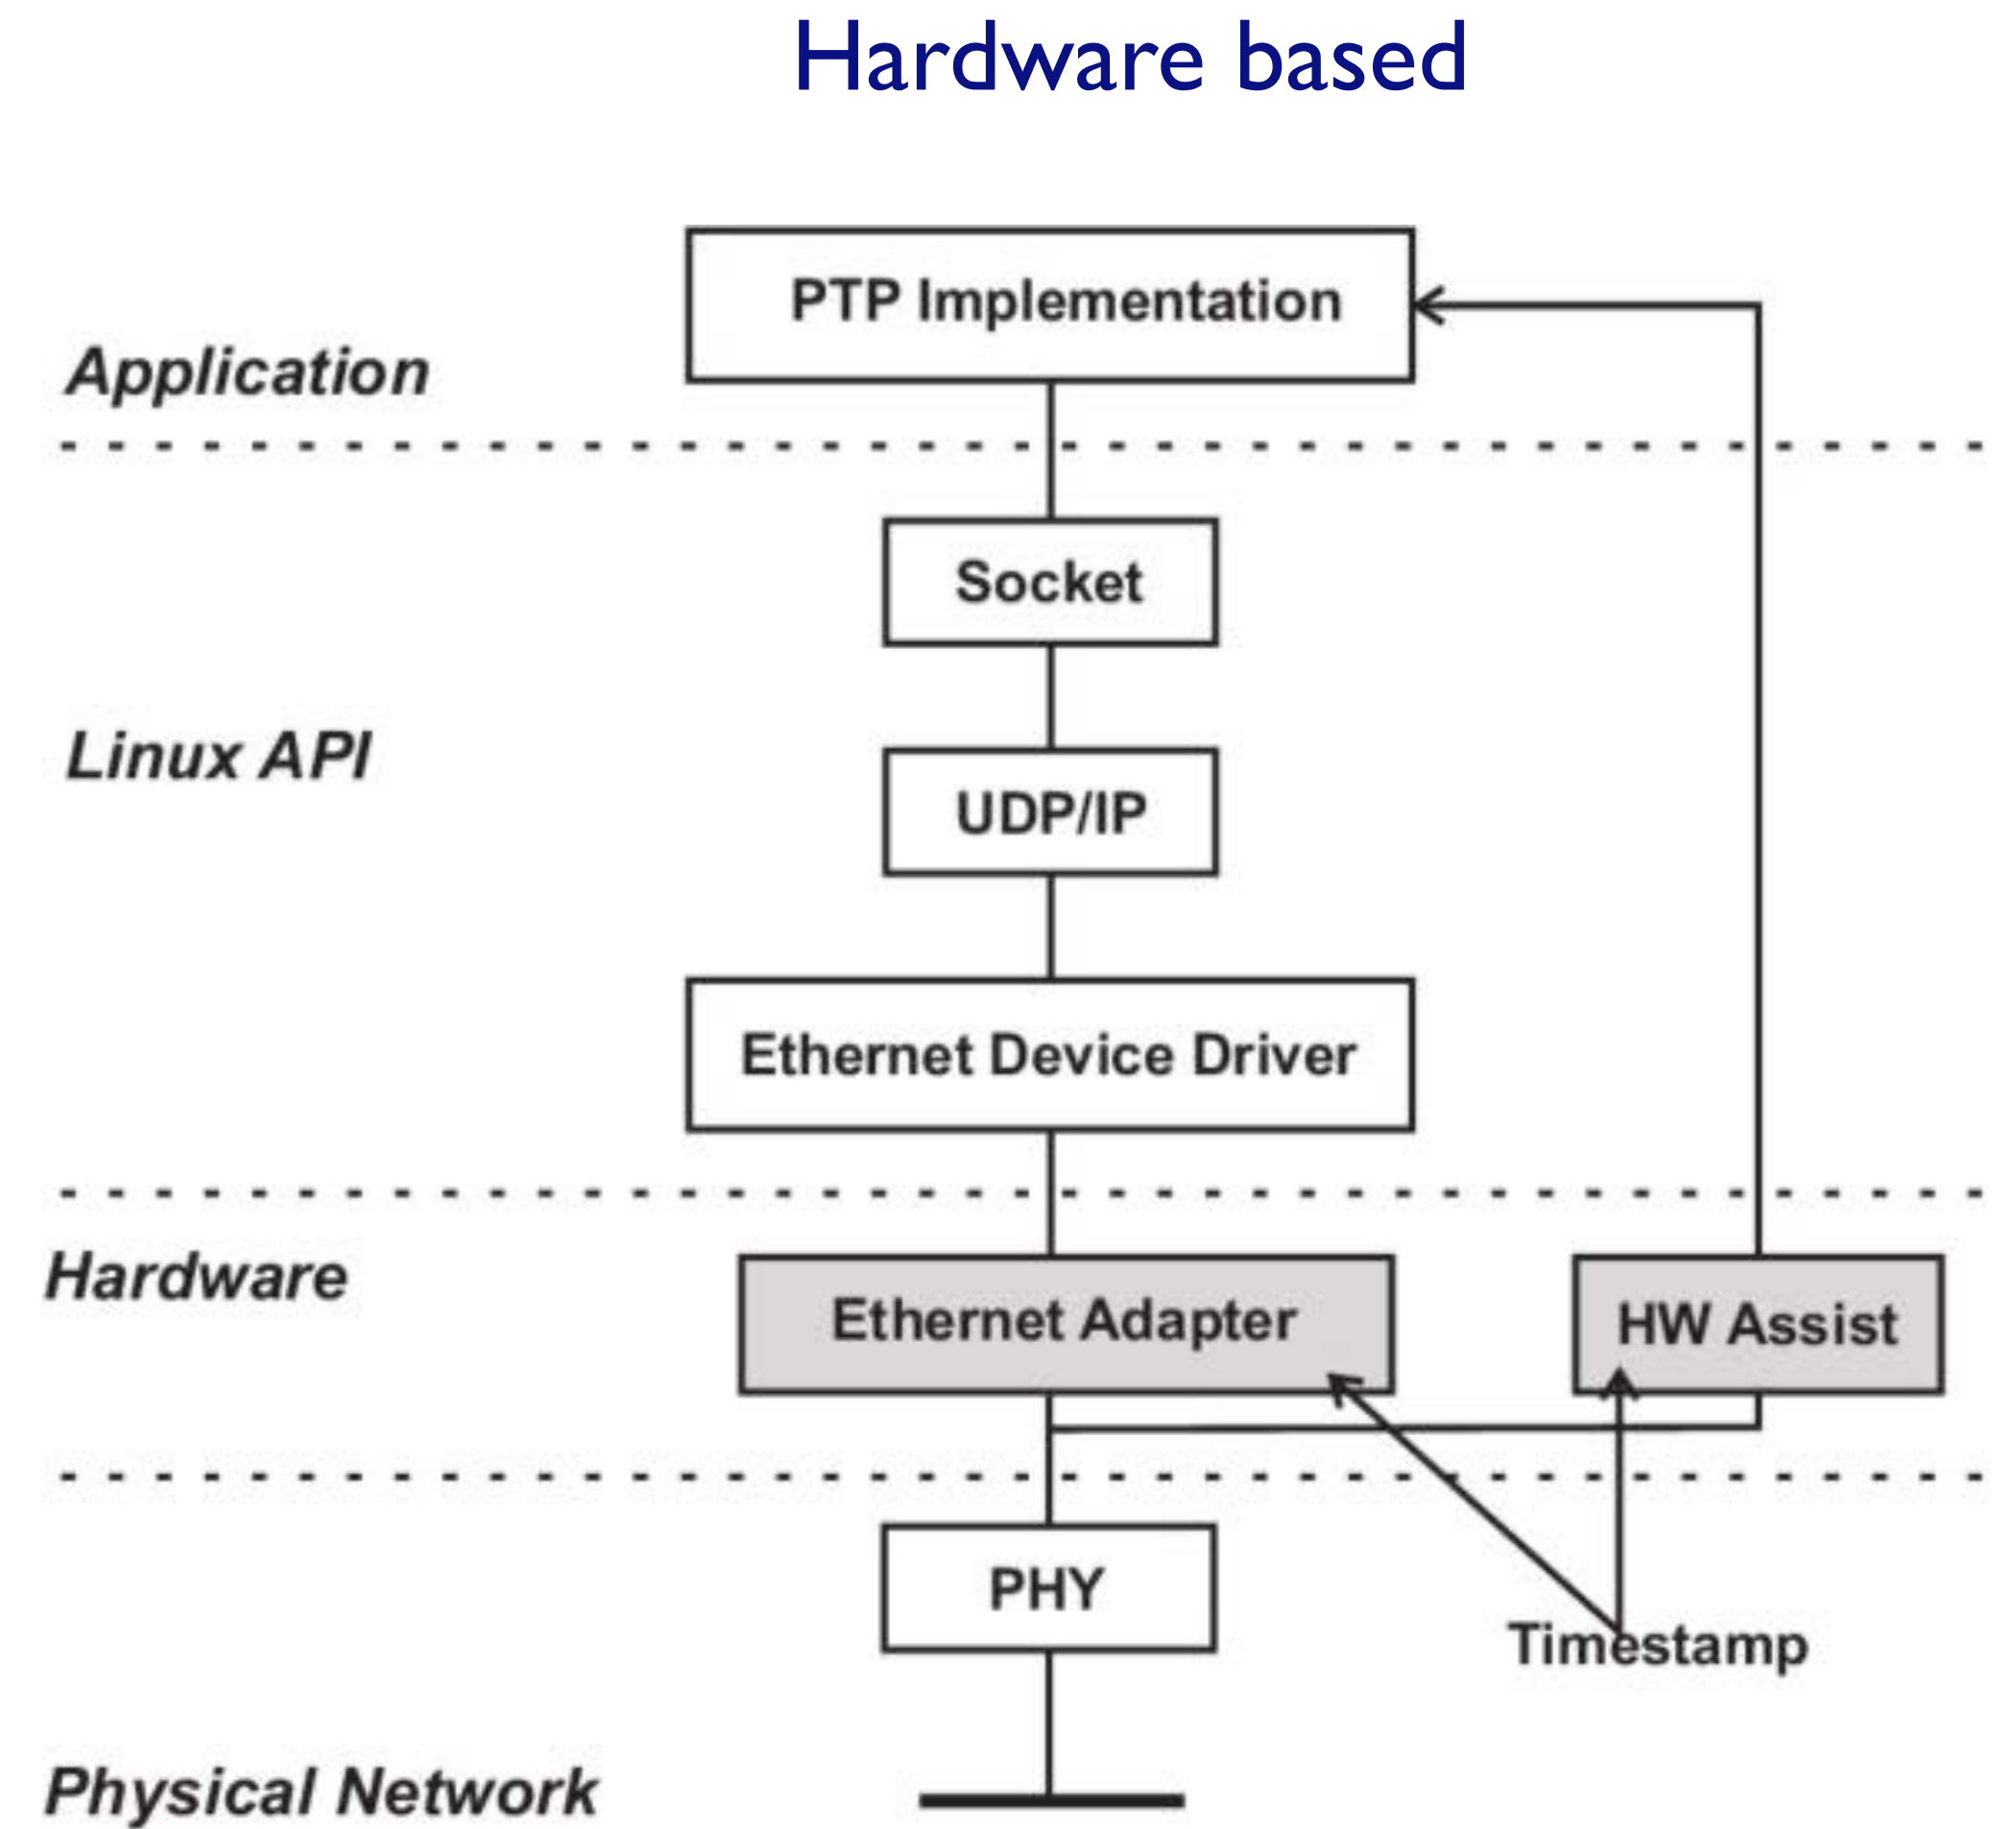 Hardware based
PTP Implementation
Application
Socket
Linux API
UDP/IP
Ethernet Device Driver
Hardware
Ethernet Adapter
HW Assist
PHY
Timestamp
Physical Network